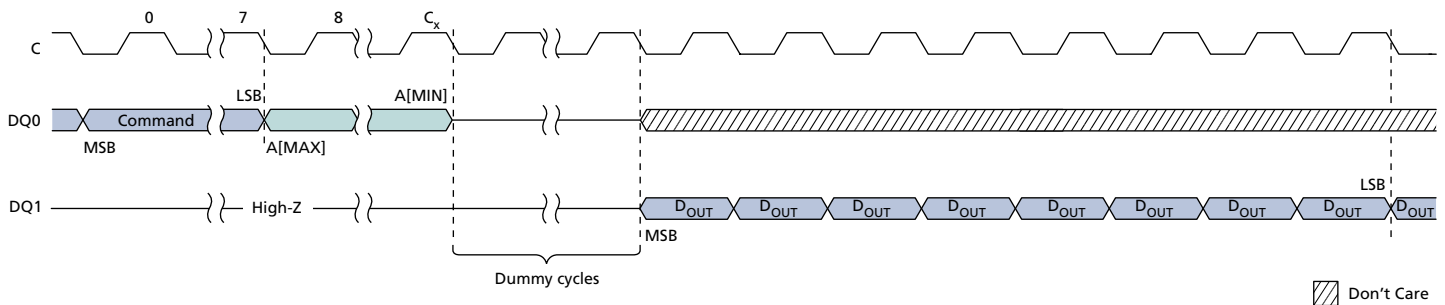 0 7 8 Cx
C
LSB A[MIN]
DQ0 Command
MSB A[MAX]
LSB
DQ1 High-Z DOUT DOUT DOUT DOUT DOUT DOUT DOUT DOUT DOUT
MSB
Dummy cycles
Don't Care